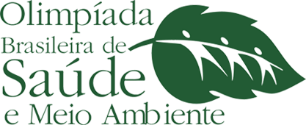 Olimpíada
Brasileira de
Saúde
e Meio Ambiente